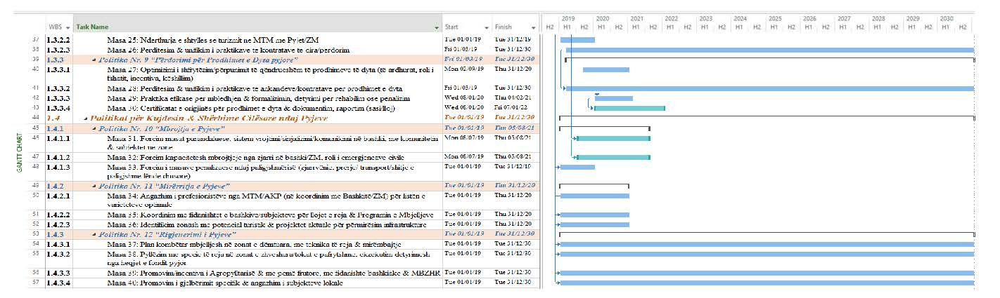 2019 2020 2021 2022 2023 2024 2025 2026 2027 2028 2029 2030
WBS Task Name Start Finish H2 H1 H2 H1 H2 H1 H2 H1 H2 H1 H2 H1 H2 H1 H2 H1 H2 H1 H2 H1 H2 H1 H2 H1 H2
37 1.3.2.2 Masa 25: Nderthurja e shtylles se turizmit ne MTM me Pyjet/ZM Tue 01/01/19 Tue 31/12/19
38 1.3.2.3 Masa 26: Perditesim & unifikim i praktikave te kontratave te dira/perdorim Fri 01/03/19 Tue 31/12/30
39 1.3.3 Politika Nr. 9 “Përdorimi për Prodhimet e Dyta pyjore” Fri 01/03/19 Tue 31/12/30
40 1.3.3.1 Masa 27: Optimizimi i shfrytëzim/përpunimit të qëndrueshëm të prodhimeve të dyta (të ardhurat, roli i Mon 02/09/19 Thu 31/12/20
fshatit, incentiva, këshillim)
41 1.3.3.2 Masa 28: Perditesim & unifikim i praktikave te ankandeve/kontratave per prodhimet e dyta Fri 01/03/19 Tue 31/12/30
42 1.3.3.3 Masa 29: Praktika efikase per mbledhjen & formalizimin, detyrimi per rehabilim ose penalizim Wed 08/01/20 Thu 04/02/21
43 1.3.3.4 Masa 30: Certifikatat e origjinës për prodhimet e dyta & dokumentim, raportim (sasi/lloj) Wed 08/01/20 Fri 07/01/22
44 1.4 Politikat për Kujdesin & Shërbime Cilësore ndaj Pyjeve Tue 01/01/19 Tue 31/12/30
45 1.4.1 Politika Nr. 10 “Mbrojtja e Pyjeve” Tue 01/01/19 Thu 05/08/21
46 1.4.1.1 Masa 31: Forcim masat parandaluese, sistem vrojtimi/sinjalizimi/komunikimi në bashki, me komunitetin Mon 08/07/19 Thu 05/08/21
& subjektet ne zone
47 1.4.1.2 Masa 32: Forcim kapacitetesh mbrojtjeje nga zjarri në bashki/ZM, roli i emergjencave civile Mon 08/07/19 Thu 05/08/21
48 1.4.1.3 Masa 33: Forcim i masave penalizuese ndaj paligjshmërisë (zjarrvënie, prerje/ transport/shitje e Tue 01/01/19 Tue 31/12/19
paligjshme lënde drusore)
49 1.4.2 Politika Nr. 11 “Mirërritja e Pyjeve” Tue 01/01/19 Thu 31/12/20
50 1.4.2.1 Masa 34: Angazhim i profesionistëve nga MTM/AKP (në koordinim me Bashkitë/ZM) për listën e Tue 01/01/19 Thu 31/12/20
varieteteve optimale
51 1.4.2.2 Masa 35: Koordinim me fidanishtet e bashkive/subjekteve për llojet e reja & Programin e Mbjelljeve Tue 01/01/19 Thu 31/12/20
52 1.4.2.3 Masa 36: Identifikim zonash me potencial turistik & projektet aktuale për përmirësim infrastrukture Tue 01/01/19 Thu 31/12/20
53 1.4.3 Politika Nr. 12 “Rigjenerimi i Pyjeve” Tue 01/01/19 Tue 31/12/30
54 1.4.3.1 Masa 37: Plan kombëtar mbjelljesh në zonat e dëmtuara, me teknika të reja & mirëmbajtje Tue 01/01/19 Tue 31/12/30
55 1.4.3.2 Masa 38: Pyllëzim me specie të reja në zonat e zhveshura/tokat e pafrytshme, ekzekutim detyrimesh Tue 01/01/19 Tue 31/12/30
nga heqjet e fondit pyjor
56 1.4.3.3 Masa 39: Promovim/incentiva i Agropylltarisë & me pemë frutore, me fidanishte bashkiake & MBZHR Tue 01/01/19 Tue 31/12/30
57 1.4.3.4 Masa 40: Promovim i gjelbërimit specifik & angazhim i subjekteve lokale Tue 01/01/19 Tue 31/12/30
GANTT CHART